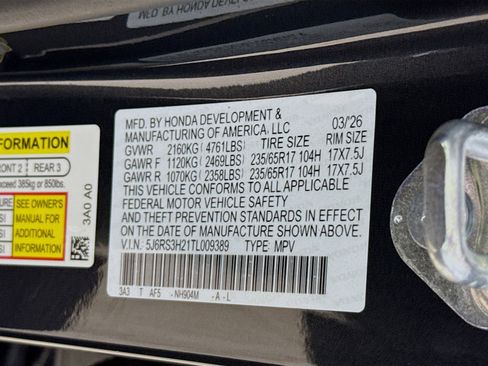 MFD. BY HONDA DEVELOPMENT & 03/26
MANUFACTURING OF AMERICA, LLC
GVWR 2160KG (4761LBS) TIRE SIZE RIM SIZE
GAWR F 1120KG (2469LBS) 235/65R17 104H 17X7.5J
GAWR R 1070KG (2358LBS) 235/65R17 104H 17X7.5J
THIS VEHICLE CONFORMS TO ALL APPLICABLE
FEDERAL MOTOR VEHICLE SAFETY
AND THEFT PREVENTION STANDARDS IN EFFECT ON
THE DATE OF MANUFACTURE SHOWN ABOVE.
V.I.N.: 5J6RS3H21TL009389 TYPE: MPV
3A3 T AF5 -NH904M -A-L
FORMATION
FRONT 2 REAR 3
exceed 385kg or 850lbs.
SEE OWNER'S
MANUAL FOR
ADDITIONAL
INFORMATION
3A0 A0